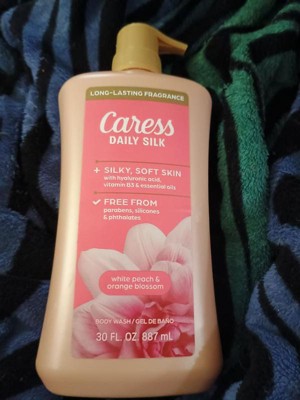 LONG-LASTING FRAGRANCE
Caress
DAILY SILK
+ SILKY, SOFT SKIN
with hyaluronic acid,
vitamin B3 & essential oils
✓ FREE FROM
parabens, silicones
& phthalates
white peach &
orange blossom
BODY WASH / GEL DE BAÑO
30 FL. OZ. 887 mL